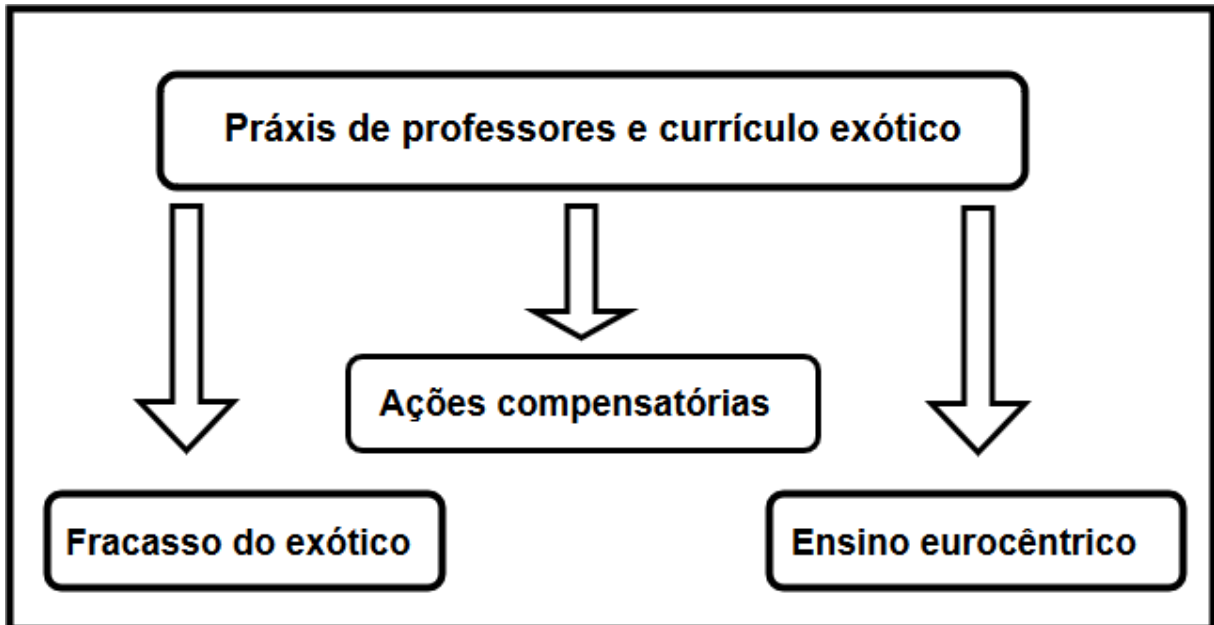 Práxis de professores e currículo exótico
Ações compensatórias
Fracasso do exótico
Ensino eurocêntrico